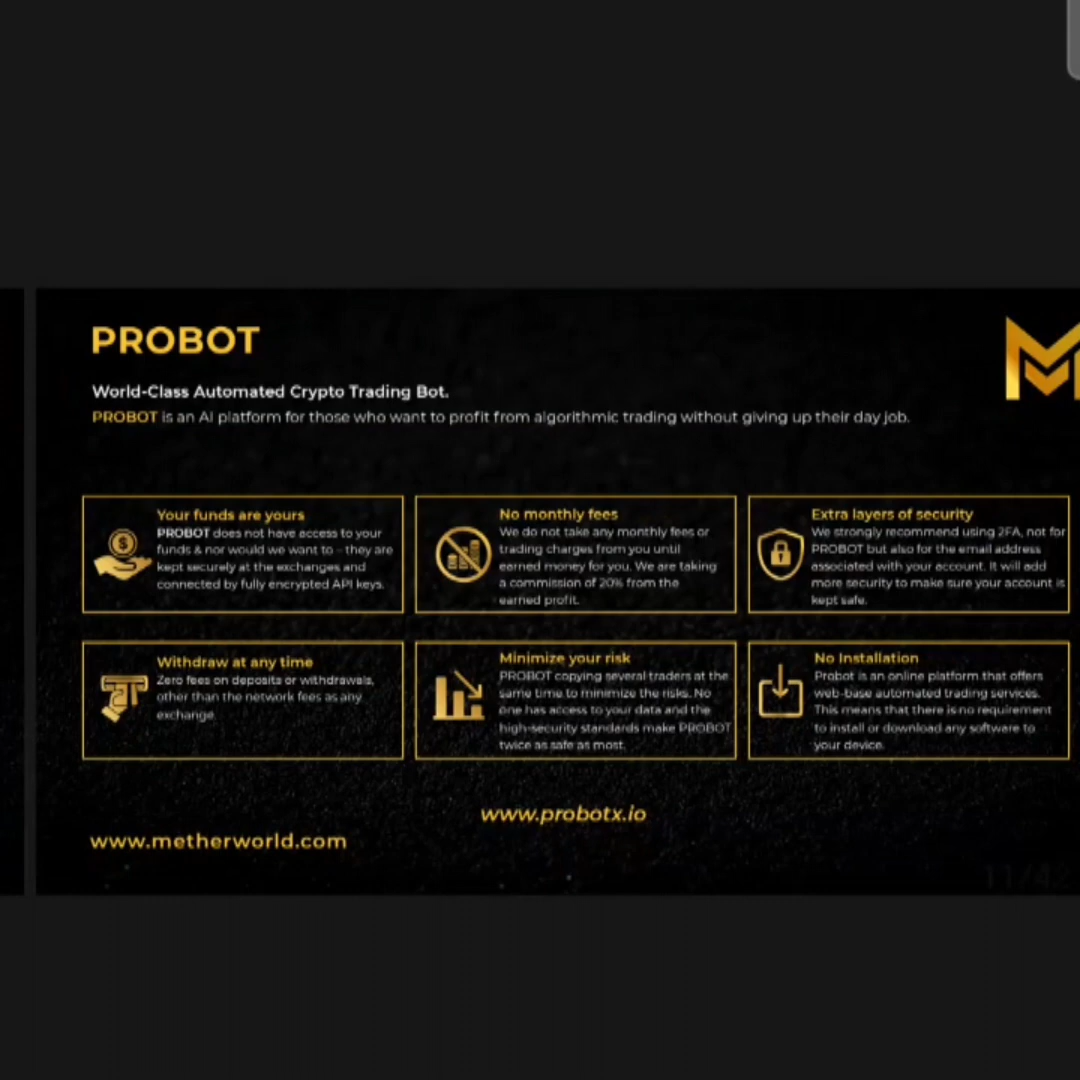 PROBOT
World-Class Automated Crypto Trading Bot.
PROBOT is an AI platform for those who want to profit from algorithmic trading without giving up their day job.
Your funds are yours
PROBOT does not have access to your
funds & nor would we want to - they are
kept securely at the exchanges and
connected by fully encrypted API keys.
No monthly fees
We do not take any monthly fees or
trading charges from you until
earned money for you. We are taking
a commission of 20% from the
earned profit.
Extra layers of security
We strongly recommend using 2FA, not for
PROBOT but also for the email address
associated with your account. It will add
more security to make sure your account is
kept safe.
Withdraw at any time
Zero fees on deposits or withdrawals,
other than the network fees as any
exchange.
Minimize your risk
PROBOT copying several traders at the
same time to minimize the risks. No
one has access to your data and the
high-security standards make PROBOT
twice as safe as most.
No Installation
Probot is an online platform that offers
web-base automated trading services.
This means that there is no requirement
to install or download any software to
your device.
www.probotx.io
www.metherworld.com
11/42